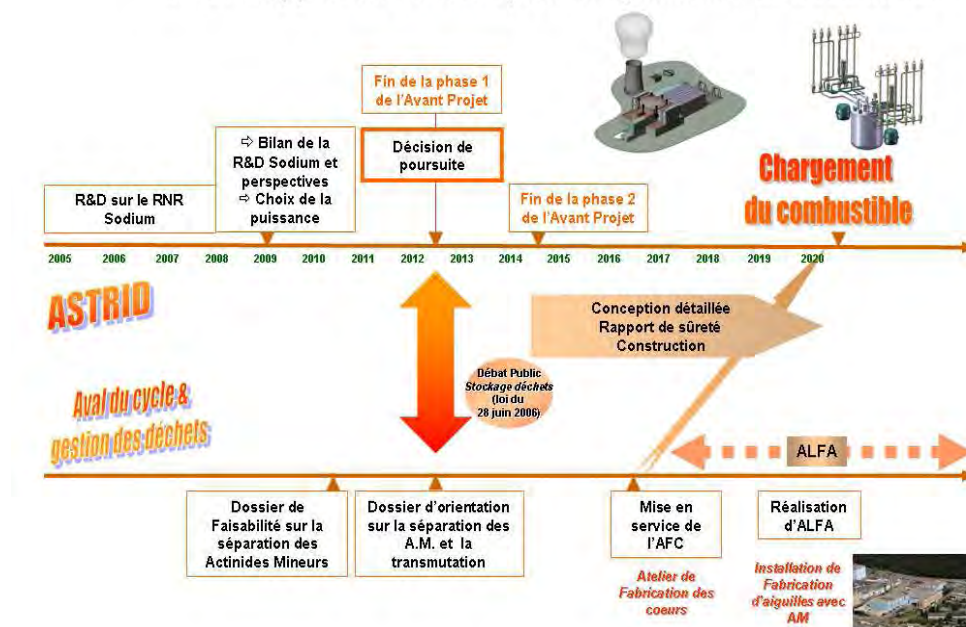 Fin de la phase 1
de l'Avant Projet
⇨ Bilan de la
R&D Sodium et
perspectives
⇨ Choix de la
puissance
Décision de
poursuite
R&D sur le RNR
Sodium
Fin de la phase 2
de l'Avant Projet
Chargement
du combustible
2005 2006 2007 2008 2009 2010 2011 2012 2013 2014 2015 2016 2017 2018 2019 2020
ASTRID
Conception détaillée
Rapport de sûreté
Construction
Débat Public
Stockage déchets
(loi du
28 juin 2006)
Aval du cycle &
gestion des déchets
ALFA
Dossier de
Faisabilité sur la
séparation des
Actinides Mineurs
Dossier d'orientation
sur la séparation des
A.M. et la
transmutation
Mise en
service de
l'AFC
Réalisation
d'ALFA
Atelier de
Fabrication des
coeurs
Installation de
Fabrication
d'aiguilles avec
AM